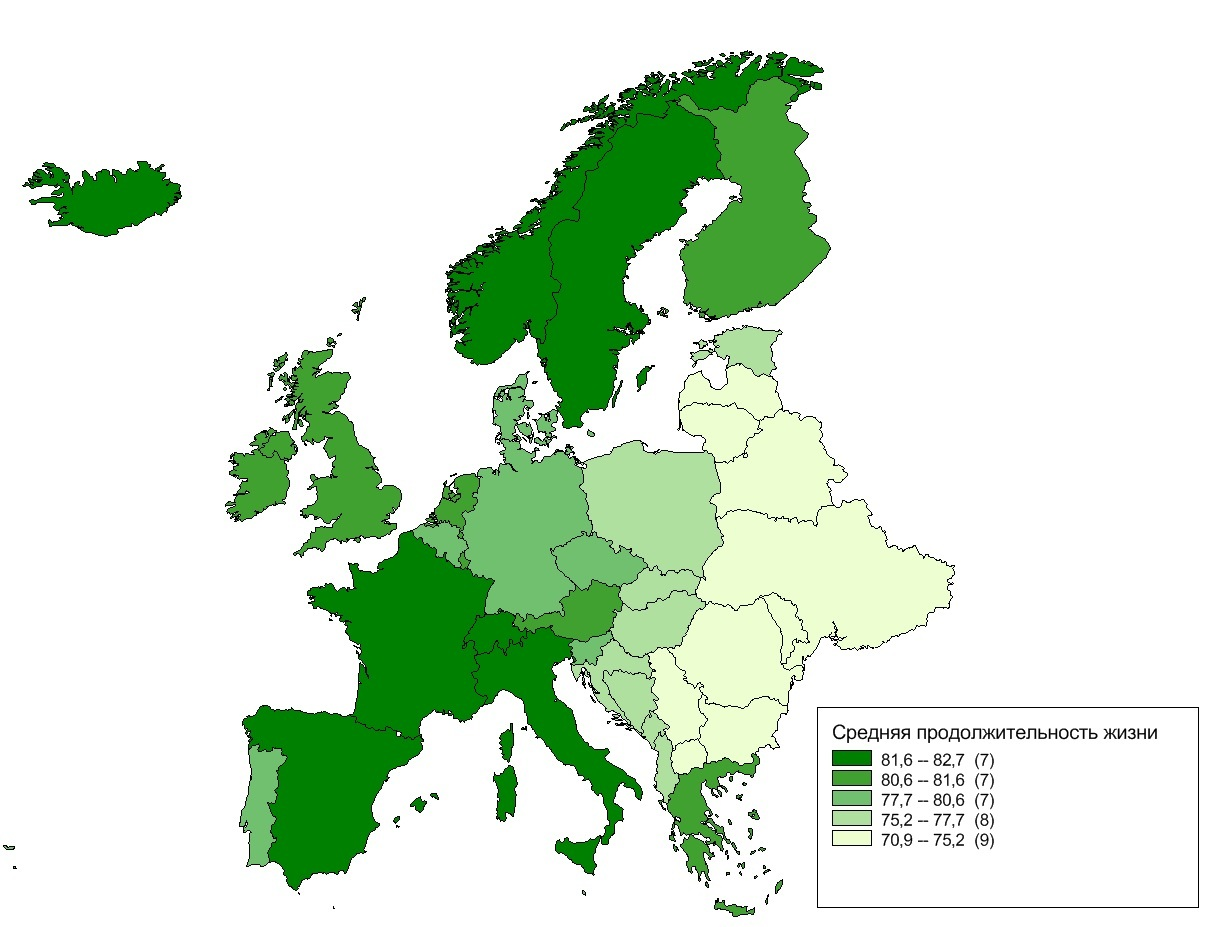 Средняя продолжительность жизни
81,6 -- 82,7 (7)
80,6 -- 81,6 (7)
77,7 -- 80,6 (7)
75,2 -- 77,7 (8)
70,9 -- 75,2 (9)